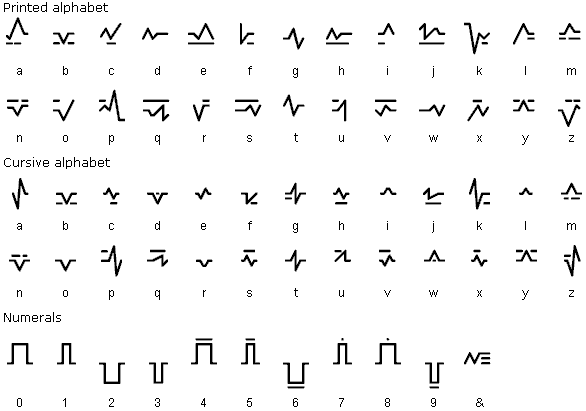 Printed alphabet
a b c d e f g h i j k l m
n o p q r s t u v w x y z
Cursive alphabet
a b c d e f g h i j k l m
n o p q r s t u v w x y z
Numerals
0 1 2 3 4 5 6 7 8 9 &